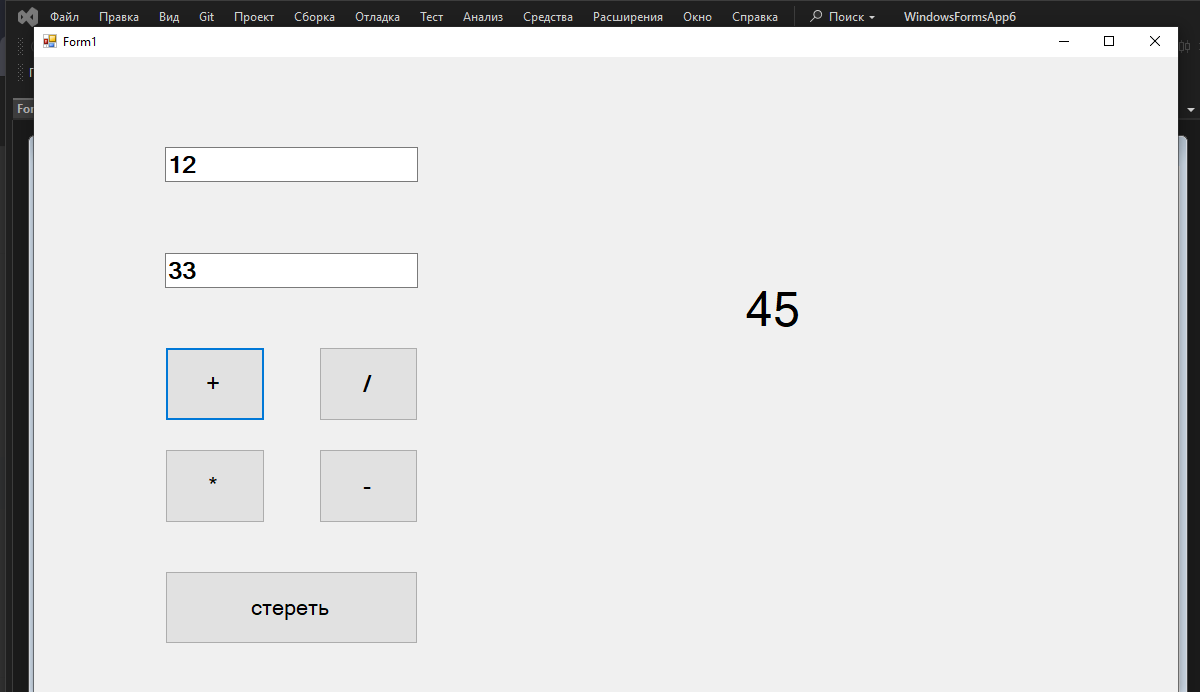 Файл Правка Вид Git Проект Сборка Отладка Тест Анализ Средства Расширения Окно Справка Поиск WindowsFormsApp6
Form1
For
12
33
45
+ /
* -
стереть